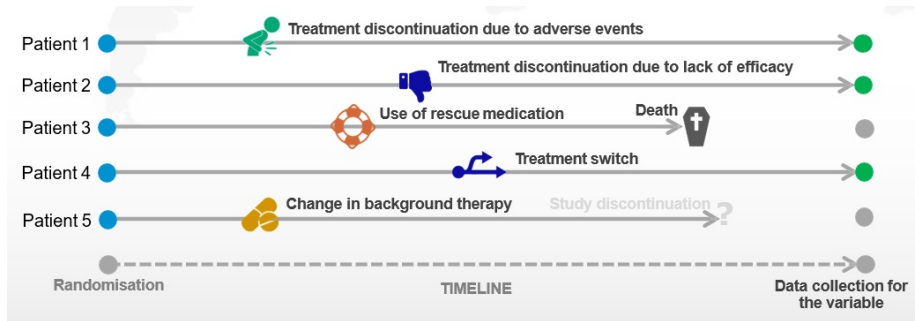 Patient 1
Treatment discontinuation due to adverse events
Patient 2
Treatment discontinuation due to lack of efficacy
Patient 3
Use of rescue medication
Death
Patient 4
Treatment switch
Patient 5
Change in background therapy
Study discontinuation
?
Randomisation
TIMELINE
Data collection for
the variable